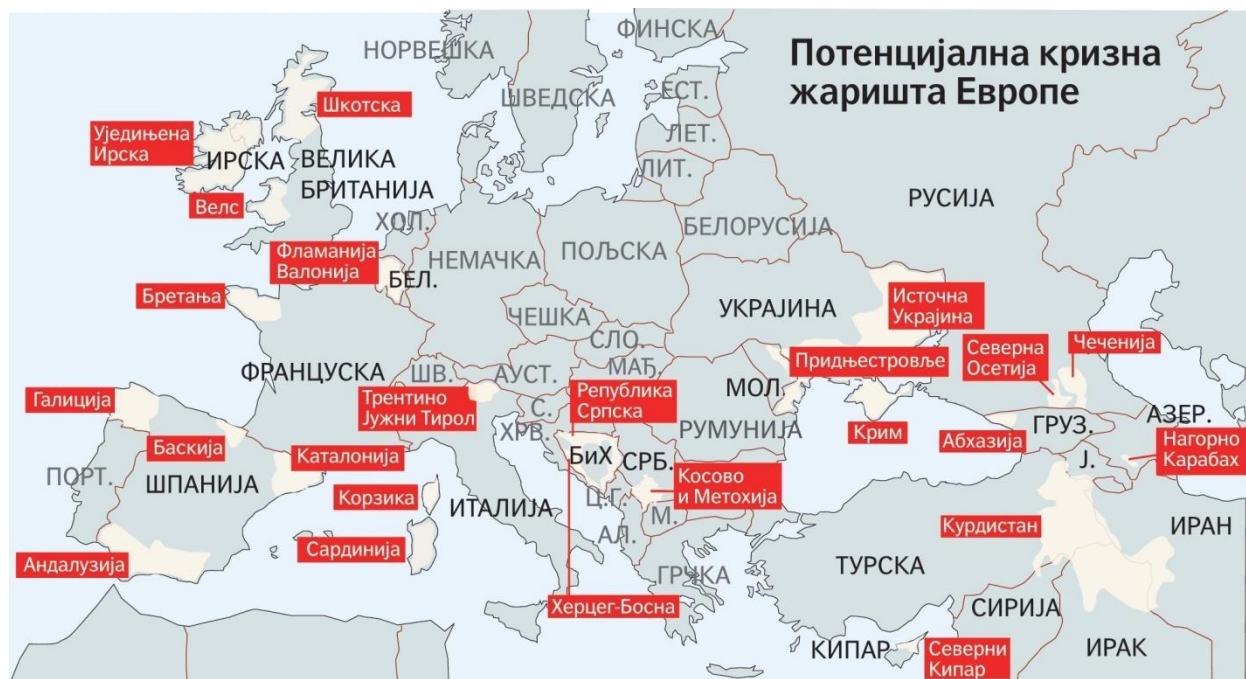 Потенцијална кризна
жаришта Европе
НОРВЕШКА
ФИНСКА
ШВЕДСКА
ЕСТ.
ЛЕТ.
ЛИТ.
Шкотска
Уједињена
Ирска
ИРСКА
ВЕЛИКА
БРИТАНИЈА
Велс
ХОЛ.
РУСИЈА
БЕЛОРУСИЈА
ПОЉСКА
НЕМАЧКА
Фламанија
Валонија
БЕЛ.
Бретања
УКРАЈИНА
Источна
Украјина
ЧЕШКА
СЛО.
МАЂ.
АУСТ.
ШВ.
ФРАНЦУСКА
Трентино
Јужни Тирол
Република
Српска
МОЛ.
Придњестровље
Северна
Осетија
Чеченија
Галиција
С.
ХРВ.
РУМУНИЈА
Крим
Абхазија
ГРУЗ.
АЗЕР.
Баскија
Каталонија
БиХ
СРБ.
Нагорно
Карабах
Ј.
ПОРТ.
ШПАНИЈА
Корзика
ИТАЛИЈА
Ц.Г.
Косово
и Метохија
М.
АЛ.
Курдистан
ИРАН
Андалузија
Сардинија
ГРЧКА
ТУРСКА
Херцег-Босна
СИРИЈА
КИПАР
Северни
Кипар
ИРАК